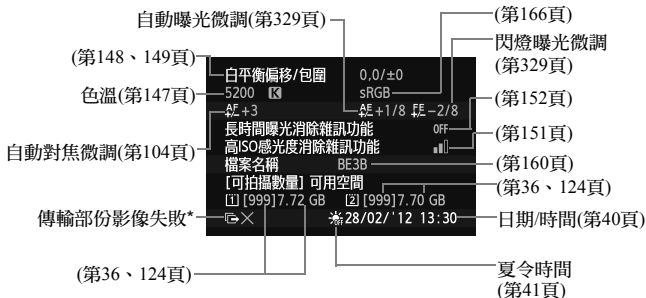 自動曝光微調(第329頁)
(第166頁)
(第148、149頁)
閃燈曝光微調
(第329頁)
白平衡偏移/包圍 0,0/±0
色溫(第147頁)
5200 K sRGB
(第152頁)
AF +3 AE +1/8 FE -2/8
長時間曝光消除雜訊功能 OFF
(第151頁)
自動對焦微調(第104頁)
高ISO感光度消除雜訊功能
檔案名稱 BE3B
(第160頁)
[可拍攝數量] 可用空間
(第36、124頁)
1 [999]7.72 GB 2 [999]7.70 GB
傳輸部份影像失敗*
OFF 28/02/'12 13:30
日期/時間(第40頁)
(第36、124頁)
夏令時間
(第41頁)